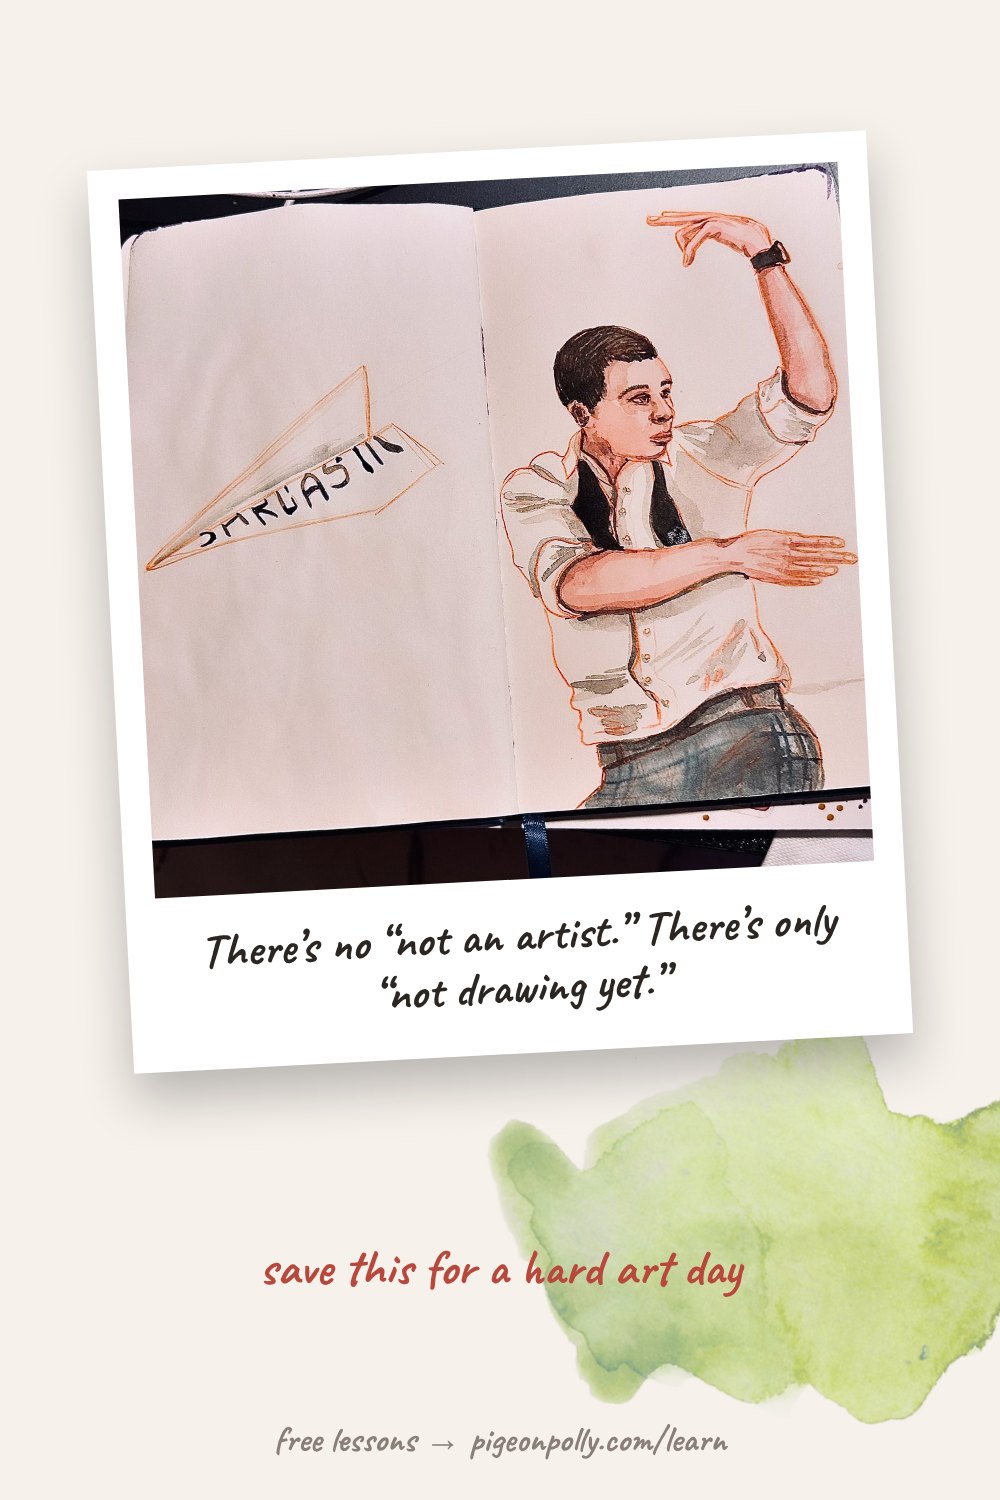 SARCASM
There's no “not an artist.” There's only
“not drawing yet.”
save this for a hard art day
free lessons → pigeonpolly.com/learn